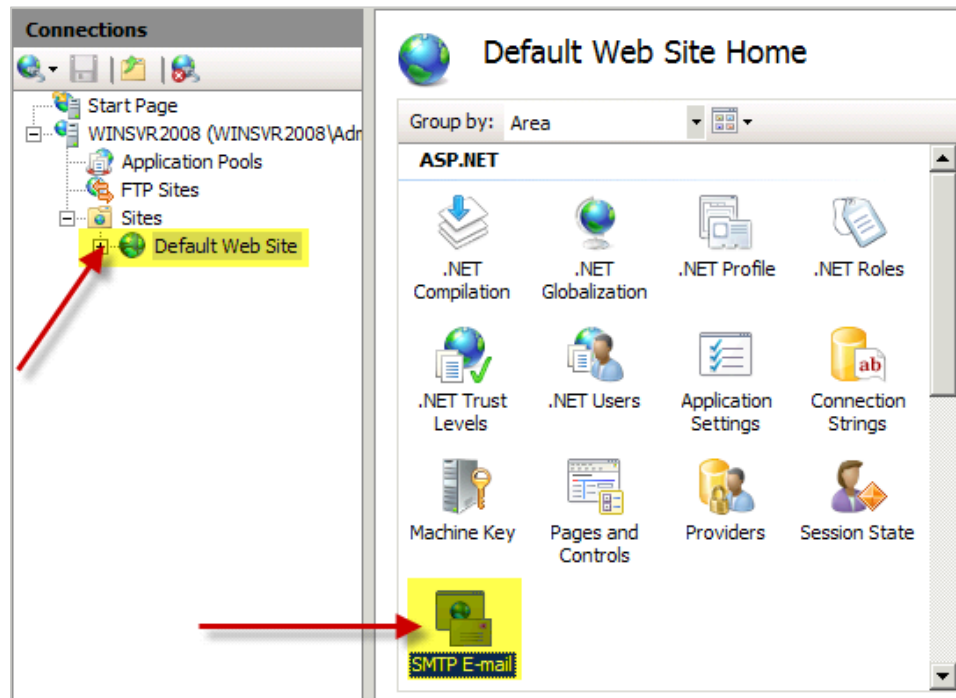 Connections
Start Page
WINSVR2008 (WINSVR2008\Adr
Application Pools
FTP Sites
Sites
Default Web Site
Default Web Site Home
Group by: Area
ASP.NET
.NET
Compilation
.NET
Globalization
.NET Profile
.NET Roles
.NET Trust
Levels
.NET Users
Application
Settings
ab
Connection
Strings
Machine Key
Pages and
Controls
Providers
Session State
SMTP E-mail